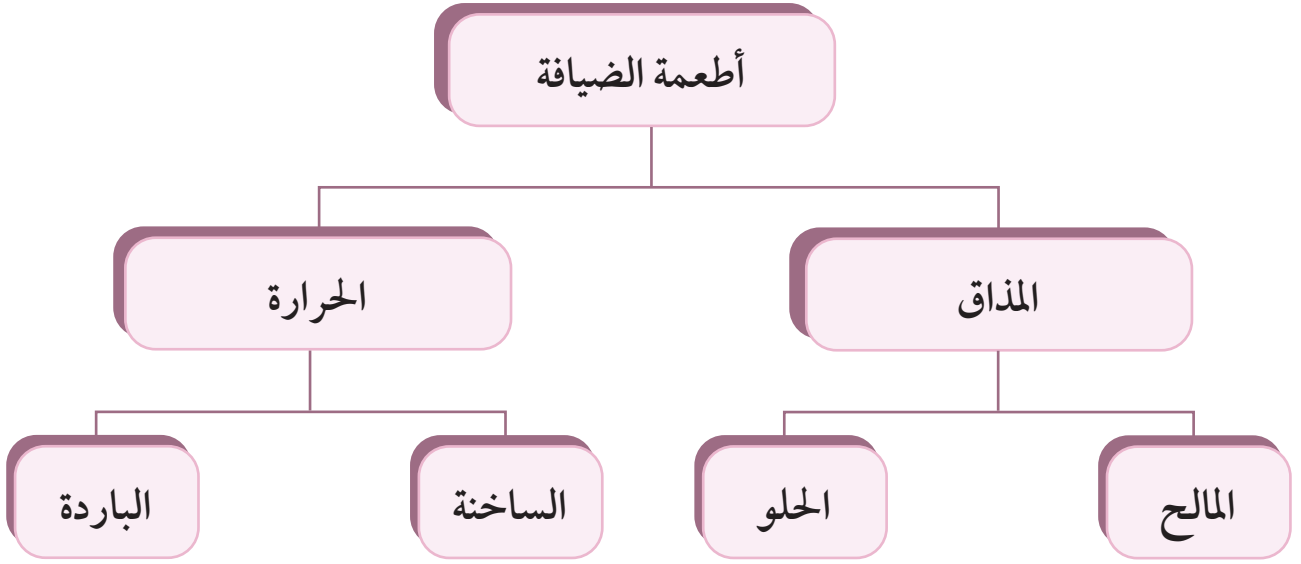 أطعمة الضيافة
المذاق
الحرارة
المالح
الحلو
الساخنة
الباردة